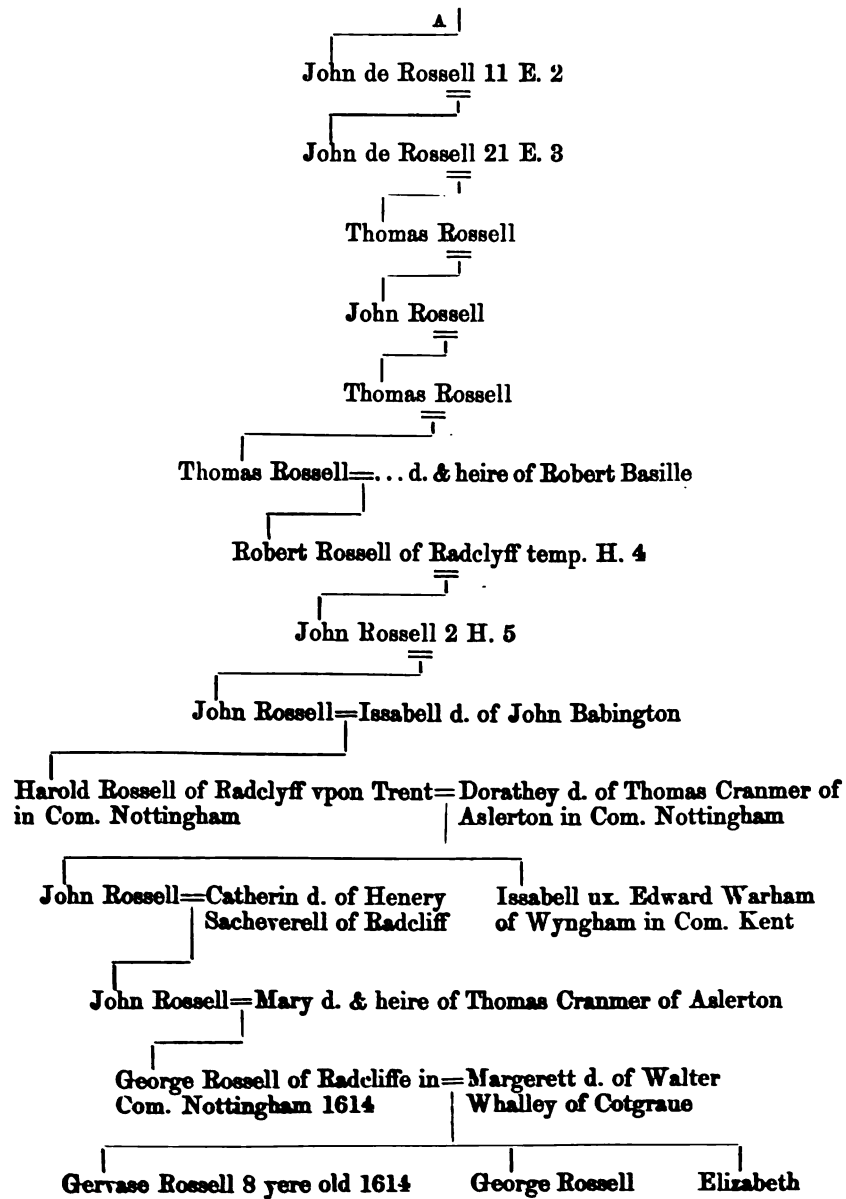 A
John de Rossell 11 E. 2
John de Rossell 21 E. 3
Thomas Rossell
John Rossell
Thomas Rossell
Thomas Rossell=... d. & heire of Robert Basille
Robert Rossell of Radclyff temp. H. 4
John Rossell 2 H. 5
John Rossell=Issabell d. of John Babington
Harold Rossell of Radclyff vpon Trent=Dorathey d. of Thomas Cranmer of
in Com. Nottingham Aslerton in Com. Nottingham
John Rossell=Catherin d. of Henery Issabell ux. Edward Warham
Sacheverell of Radcliff of Wyngham in Com. Kent
John Rossell=Mary d. & heire of Thomas Cranmer of Aslerton
George Rossell of Radcliffe in=Margerett d. of Walter
Com. Nottingham 1614 Whalley of Cotgraue
Gervase Rossell 8 yere old 1614 George Rossell Elizabeth